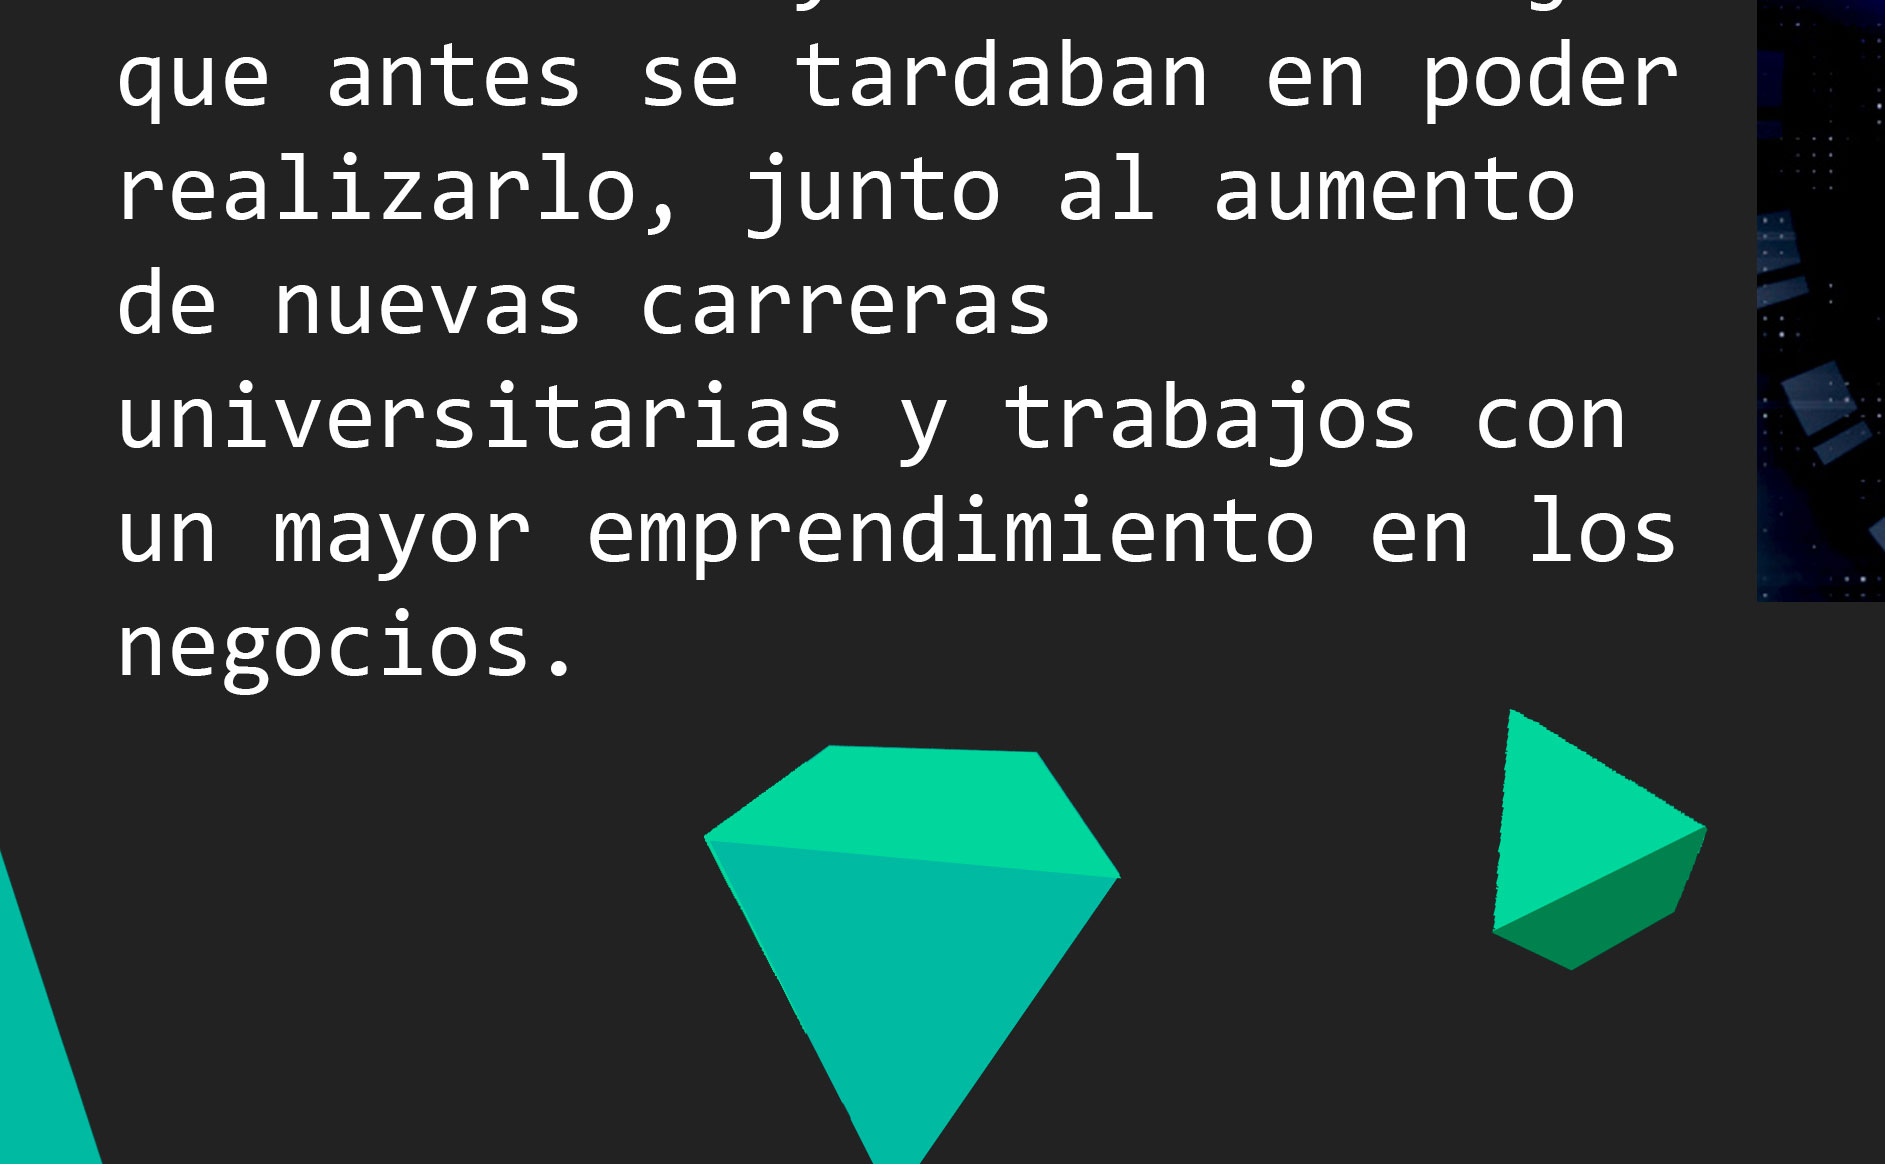 que antes se tardaban en poder
realizarlo, junto al aumento
de nuevas carreras
universitarias y trabajos con
un mayor emprendimiento en los
negocios.